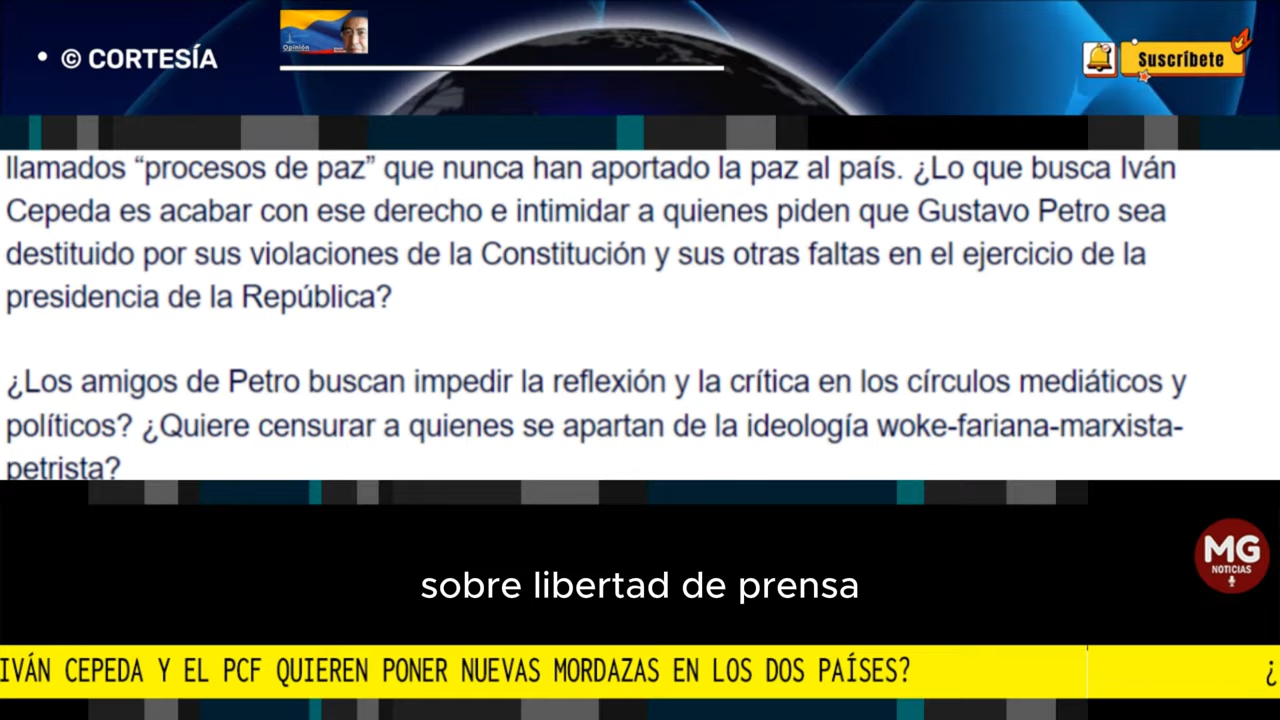 • © CORTESÍA
Opinión
Suscríbete
llamados “procesos de paz” que nunca han aportado la paz al país. ¿Lo que busca Iván
Cepeda es acabar con ese derecho e intimidar a quienes piden que Gustavo Petro sea
destituido por sus violaciones de la Constitución y sus otras faltas en el ejercicio de la
presidencia de la República?
¿Los amigos de Petro buscan impedir la reflexión y la crítica en los círculos mediáticos y
políticos? ¿Quiere censurar a quienes se apartan de la ideología woke-fariana-marxista-
petrista?
MG
NOTICIAS
sobre libertad de prensa
IVÁN CEPEDA Y EL PCF QUIEREN PONER NUEVAS MORDAZAS EN LOS DOS PAÍSES? ¿